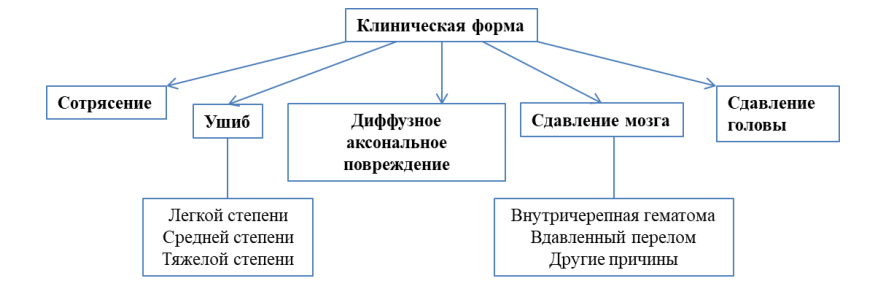 Клиническая форма
Сотрясение
Ушиб
Диффузное
аксональное
повреждение
Сдавление мозга
Сдавление
головы
Легкой степени
Средней степени
Тяжелой степени
Внутричерепная гематома
Вдавленный перелом
Другие причины